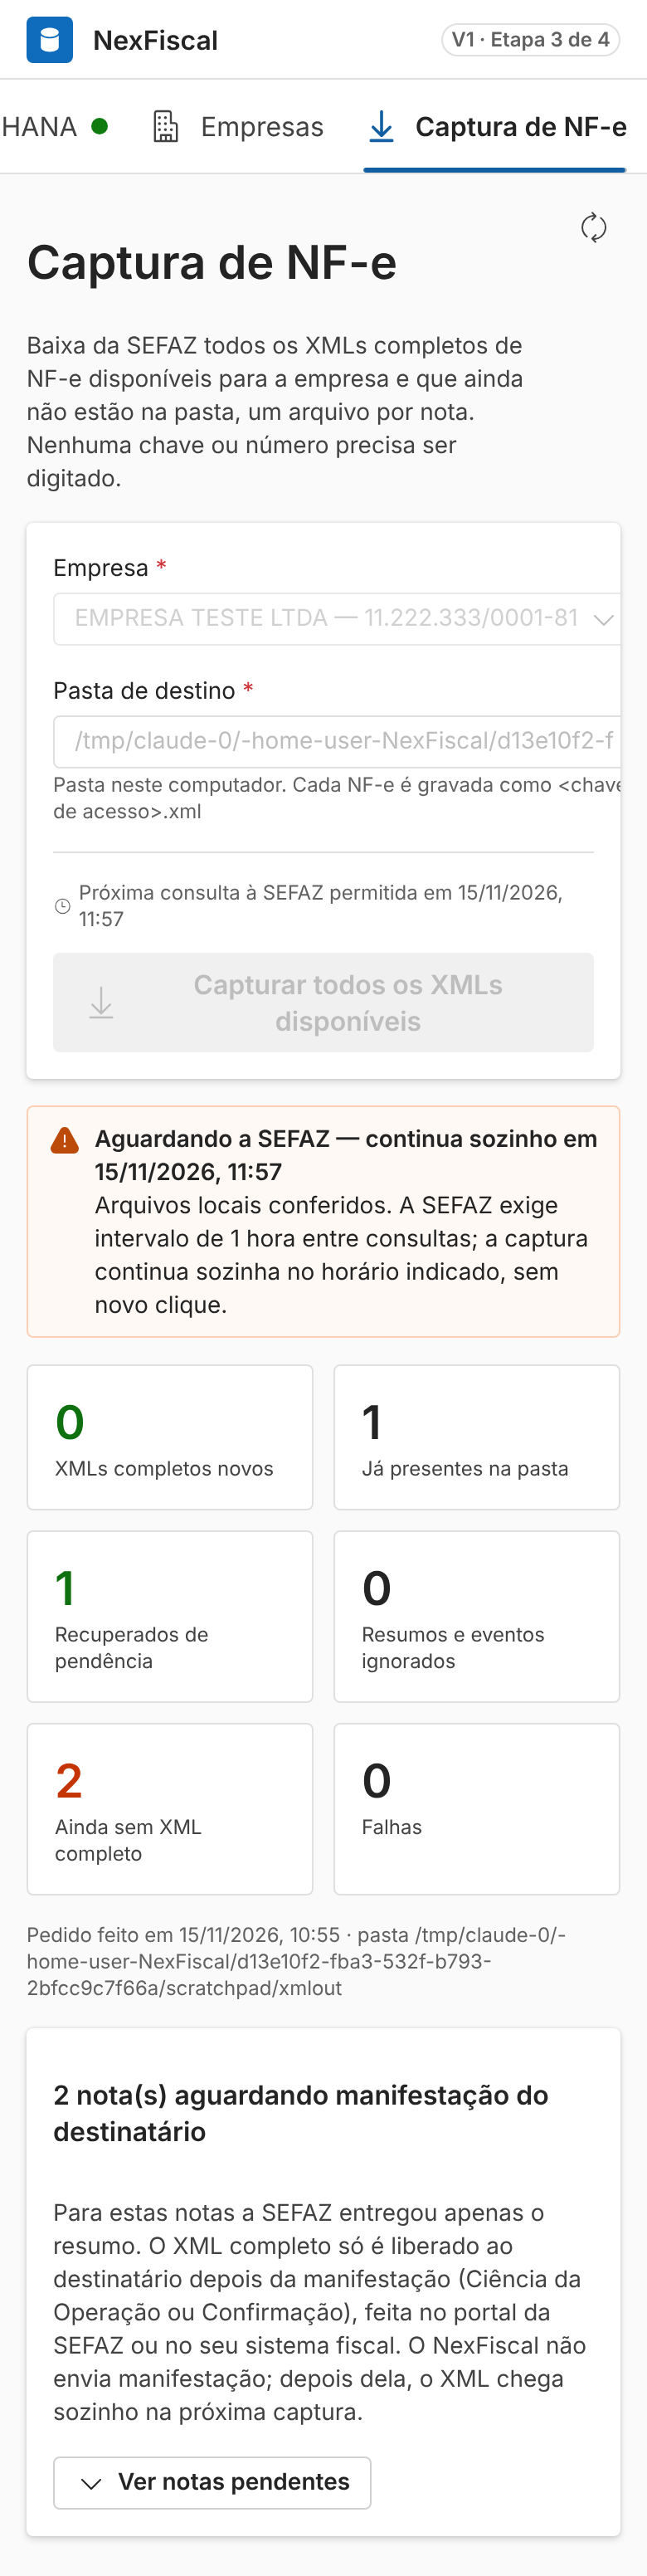 NexFiscal
V1 · Etapa 3 de 4
HANA
Empresas
Captura de NF-e
Captura de NF-e
Baixa da SEFAZ todos os XMLs completos de
NF-e disponíveis para a empresa e que ainda
não estão na pasta, um arquivo por nota.
Nenhuma chave ou número precisa ser
digitado.
Empresa *
EMPRESA TESTE LTDA — 11.222.333/0001-81
Pasta de destino *
/tmp/claude-0/-home-user-NexFiscal/d13e10f2-f
Pasta neste computador. Cada NF-e é gravada como <chave
de acesso>.xml
Próxima consulta à SEFAZ permitida em 15/11/2026,
11:57
Capturar todos os XMLs
disponíveis
Aguardando a SEFAZ — continua sozinho em
15/11/2026, 11:57
Arquivos locais conferidos. A SEFAZ exige
intervalo de 1 hora entre consultas; a captura
continua sozinha no horário indicado, sem
novo clique.
0
XMLs completos novos
1
Já presentes na pasta
1
Recuperados de
pendência
0
Resumos e eventos
ignorados
2
Ainda sem XML
completo
0
Falhas
Pedido feito em 15/11/2026, 10:55 · pasta /tmp/claude-0/-
home-user-NexFiscal/d13e10f2-fba3-532f-b793-
2bfcc9c7f66a/scratchpad/xmlout
2 nota(s) aguardando manifestação do
destinatário
Para estas notas a SEFAZ entregou apenas o
resumo. O XML completo só é liberado ao
destinatário depois da manifestação (Ciência da
Operação ou Confirmação), feita no portal da
SEFAZ ou no seu sistema fiscal. O NexFiscal não
envia manifestação; depois dela, o XML chega
sozinho na próxima captura.
Ver notas pendentes